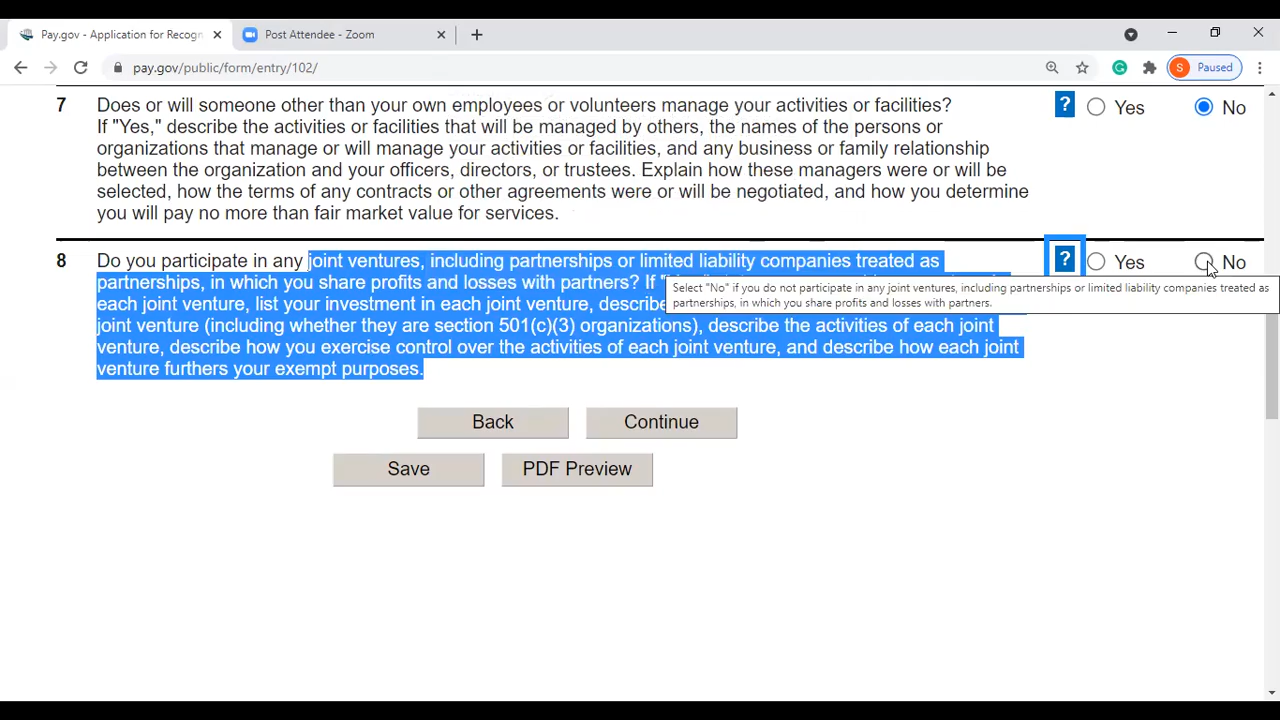 Pay.gov - Application for Recogn
Post Attendee - Zoom
pay.gov/public/form/entry/102/
S Paused
7 Does or will someone other than your own employees or volunteers manage your activities or facilities? ? Yes No
If "Yes," describe the activities or facilities that will be managed by others, the names of the persons or
organizations that manage or will manage your activities or facilities, and any business or family relationship
between the organization and your officers, directors, or trustees. Explain how these managers were or will be
selected, how the terms of any contracts or other agreements were or will be negotiated, and how you determine
you will pay no more than fair market value for services.
8 Do you participate in any joint ventures, including partnerships or limited liability companies treated as ? Yes No
partnerships, in which you share profits and losses with partners? If
Select "No" if you do not participate in any joint ventures, including partnerships or limited liability companies treated as
partnerships, in which you share profits and losses with partners.
each joint venture, list your investment in each joint venture, describe
joint venture (including whether they are section 501(c)(3) organizations), describe the activities of each joint
venture, describe how you exercise control over the activities of each joint venture, and describe how each joint
venture furthers your exempt purposes.
Back Continue
Save PDF Preview